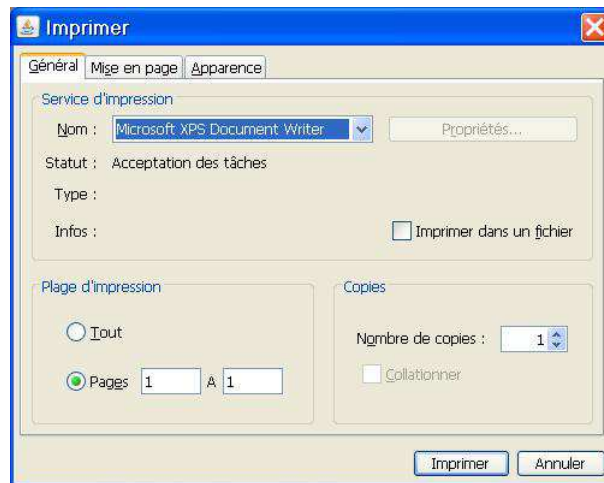 Imprimer
Général Mise en page Apparence
Service d'impression
Nom : Microsoft XPS Document Writer Propriétés...
Statut : Acceptation des tâches
Type :
Infos : Imprimer dans un fichier
Plage d'impression Copies
Tout
Nombre de copies : 1
Pages 1 A 1
Collationner
Imprimer Annuler